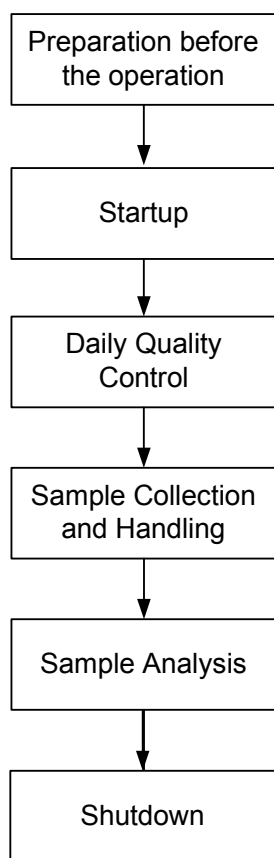 Preparation before
the operation
Startup
Daily Quality
Control
Sample Collection
and Handling
Sample Analysis
Shutdown